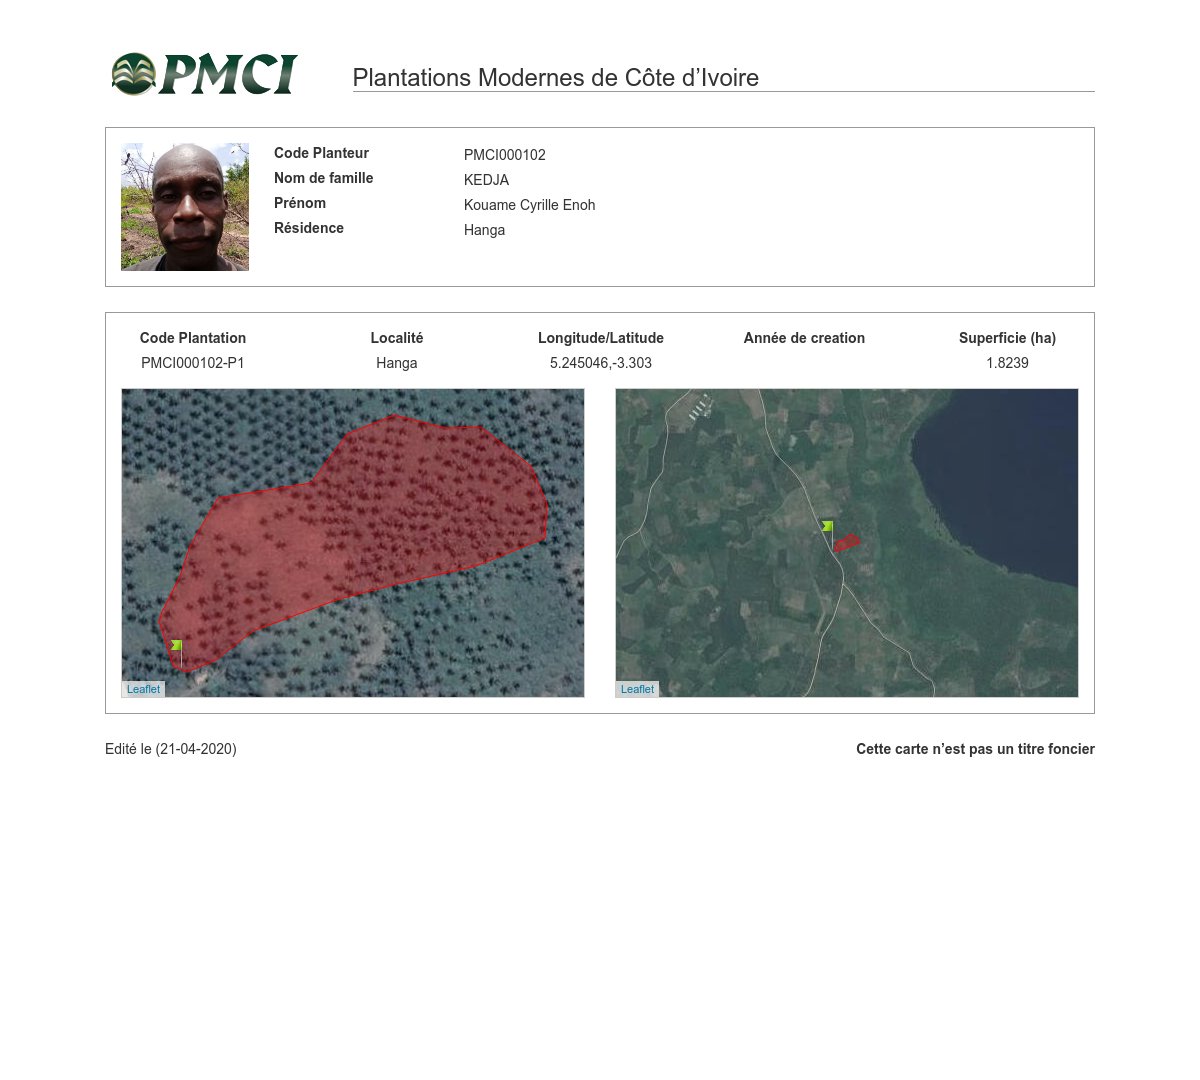 PMCI
Plantations Modernes de Côte d’Ivoire
Code Planteur PMCI000102
Nom de famille KEDJA
Prénom Kouame Cyrille Enoh
Résidence Hanga
Code Plantation Localité Longitude/Latitude Année de creation Superficie (ha)
PMCI000102-P1 Hanga 5.245046,-3.303 1.8239
Leaflet Leaflet
Edité le (21-04-2020) Cette carte n’est pas un titre foncier